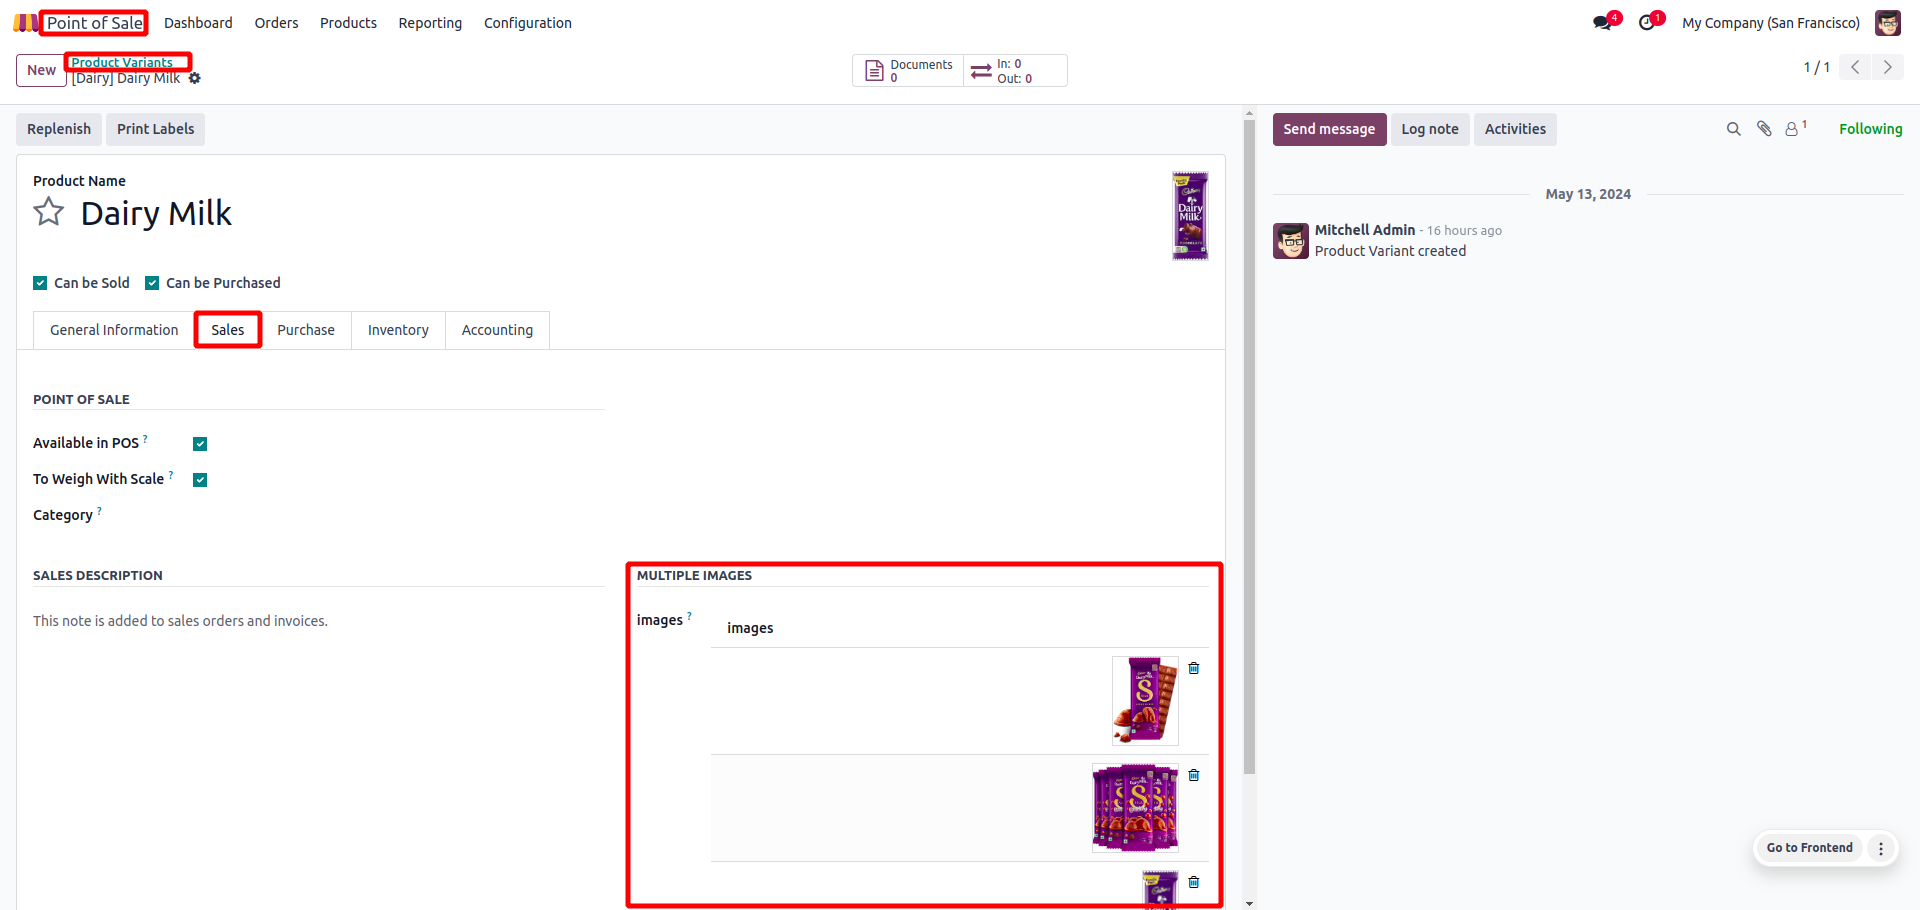 Point of Sale Dashboard Orders Products Reporting Configuration 4 1 My Company (San Francisco)
New Product Variants
[Dairy] Dairy Milk
Documents
0
In: 0
Out: 0
1 / 1
Replenish Print Labels
Send message Log note Activities 1 Following
Product Name
Dairy Milk
Cadbury
Dairy
Milk
Can be Sold Can be Purchased
General Information Sales Purchase Inventory Accounting
May 13, 2024
Mitchell Admin - 16 hours ago
Product Variant created
POINT OF SALE
Available in POS ?
To Weigh With Scale ?
Category ?
SALES DESCRIPTION
This note is added to sales orders and invoices.
MULTIPLE IMAGES
images ?
images
S
S
Go to Frontend